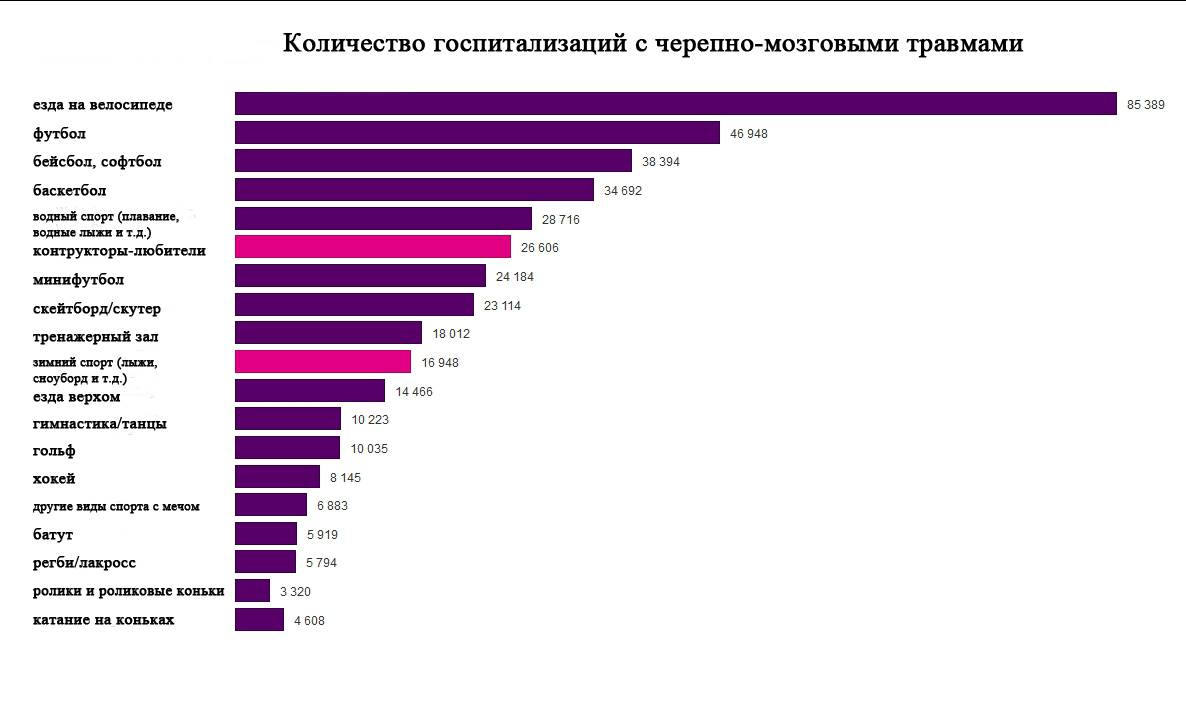 Количество госпитализаций с черепно-мозговыми травмами
езда на велосипеде 85 389
футбол 46 948
бейсбол, софтбол 38 394
баскетбол 34 692
водный спорт (плавание,
водные лыжи и т.д.) 28 716
контрукторы-любители 26 606
минифутбол 24 184
скейтборд/скутер 23 114
тренажерный зал 18 012
зимний спорт (лыжи,
сноуборд и т.д.) 16 948
езда верхом 14 466
гимнастика/танцы 10 223
гольф 10 035
хокей 8 145
другие виды спорта с мечом 6 883
батут 5 919
регби/лакросс 5 794
ролики и роликовые коньки 3 320
катание на коньках 4 608